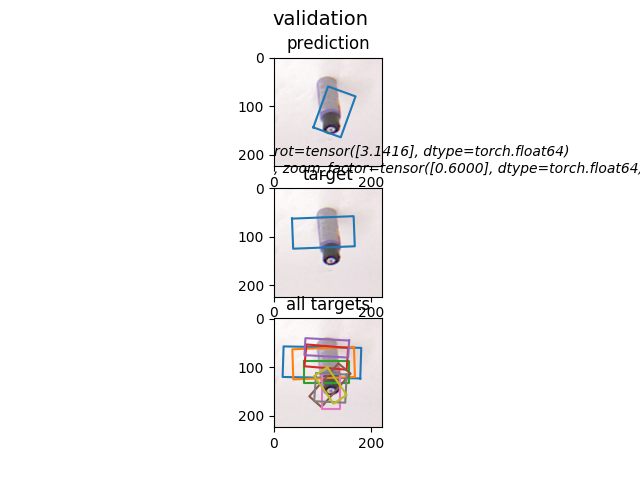 validation
prediction
0
100
200
0 200
rot=tensor([3.1416], dtype=torch.float64)
, zoom_factor=tensor([0.6000], dtype=torch.float64)
target
0
100
200
0 200
all targets
0
100
200
0 200